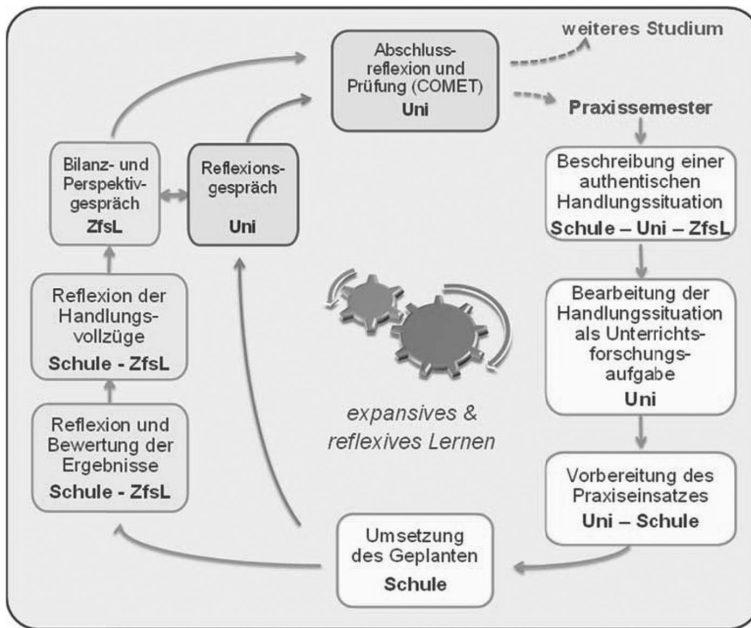 weiteres Studium
Abschluss-
reflexion und
Prüfung (COMET)
Uni
Praxissemester
Beschreibung einer
authentischen
Handlungssituation
Schule – Uni – ZfsL
Bearbeitung der
Handlungssituation
als Unterrichts-
forschungs-
aufgabe
Uni
Vorbereitung des
Praxiseinsatzes
Uni – Schule
Umsetzung
des Geplanten
Schule
Reflexion und
Bewertung der
Ergebnisse
Schule - ZfsL
Reflexion der
Handlungs-
vollzüge
Schule - ZfsL
Bilanz- und
Perspektiv-
gespräch
ZfsL
Reflexions-
gespräch
Uni
expansives &
reflexives Lernen